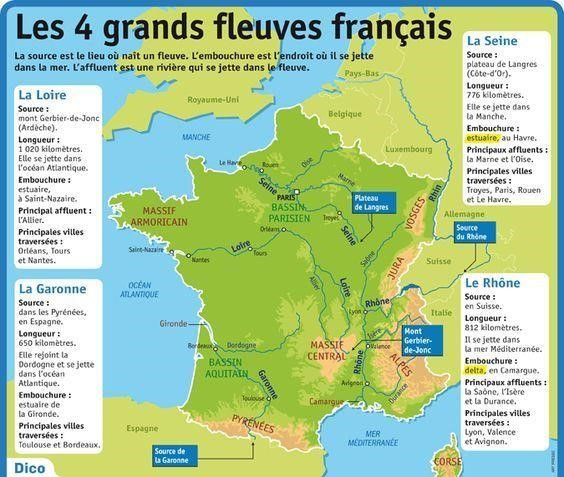 Les 4 grands fleuves français
La source est le lieu où naît un fleuve. L'embouchure est l'endroit où il se jette
dans la mer. L'affluent est une rivière qui se jette dans le fleuve.
La Loire
Source :
mont Gerbier-de-Jonc
(Ardèche).
Longueur :
1 020 kilomètres.
Elle se jette dans
l'océan Atlantique.
Embouchure :
estuaire,
à Saint-Nazaire.
Principal affluent :
l'Allier.
Principales villes
traversées :
Orléans, Tours
et Nantes.
La Garonne
Source :
dans les Pyrénées,
en Espagne.
Longueur :
650 kilomètres.
Elle rejoint la
Dordogne et se jette
dans l'océan
Atlantique.
Embouchure :
estuaire de
la Gironde.
Principales villes
traversées :
Toulouse et Bordeaux.
Dico
La Seine
Source :
plateau de Langres
(Côte-d'Or).
Longueur :
776 kilomètres.
Elle se jette dans
la Manche.
Embouchure :
estuaire, au Havre.
Principaux affluents :
la Marne et l'Oise.
Principales villes
traversées :
Troyes, Paris, Rouen
et Le Havre.
Le Rhône
Source :
en Suisse.
Longueur :
812 kilomètres.
Il se jette dans
la mer Méditerranée.
Embouchure :
delta, en Camargue.
Principaux affluents :
la Saône, l'Isère
et la Durance.
Principales villes
traversées :
Lyon, Valence
et Avignon.
Pays-Bas
Royaume-Uni
Belgique
Luxembourg
Allemagne
Suisse
Italie
MANCHE
OCÉAN
ATLANTIQUE
MER
MÉDITERRANÉE
Le Havre
Rouen
Oise
Seine
Marne
PARIS
BASSIN
PARISIEN
Troyes
Seine
Plateau
de Langres
VOSGES
Rhin
Source
du Rhône
MASSIF
ARMORICAIN
Orléans
Loire
Tours
Saint-Nazaire
Nantes
Saône
JURA
Allier
Loire
Rhône
Lyon
Gironde
Bordeaux
Dordogne
MASSIF
CENTRAL
Isère
Valence
Mont
Gerbier-
de-Jonc
ALPES
Rhône
BASSIN
AQUITAIN
Garonne
Toulouse
Avignon
Durance
Camargue
PYRÉNÉES
Source de
la Garonne
CORSE